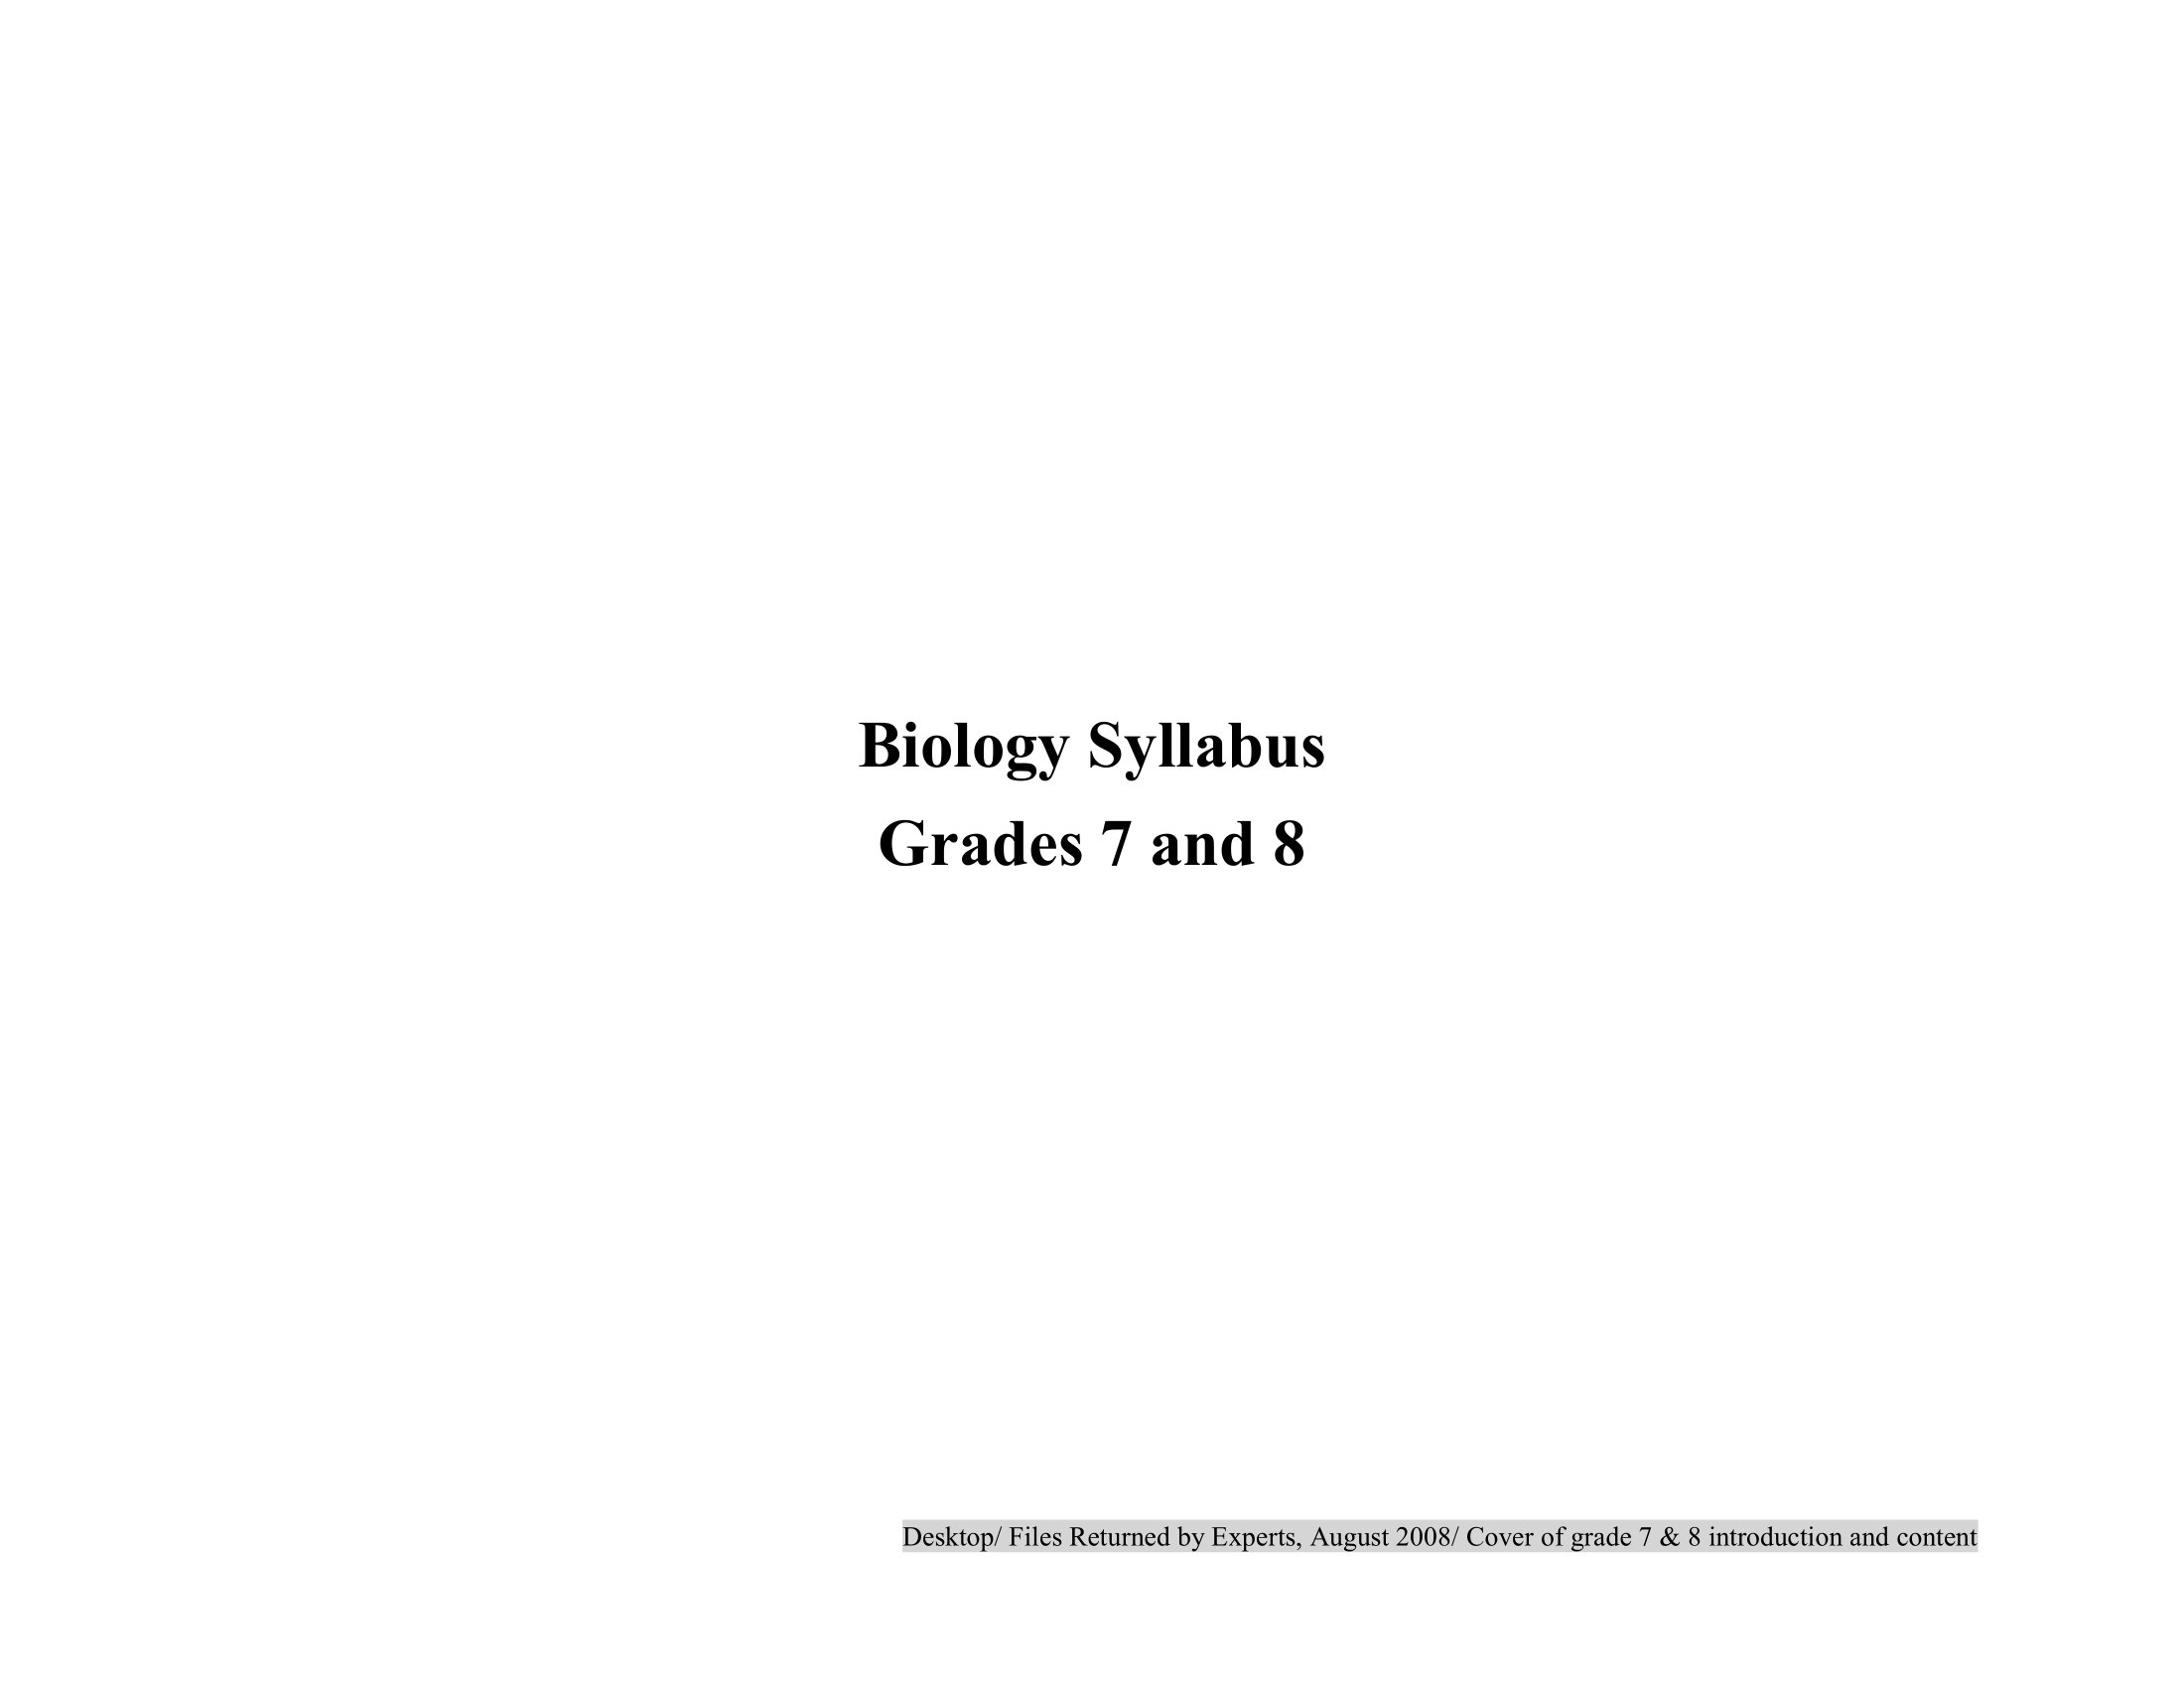 Biology Syllabus
Grades 7 and 8
Desktop/ Files Returned by Experts, August 2008/ Cover of grade 7 & 8 introduction and content